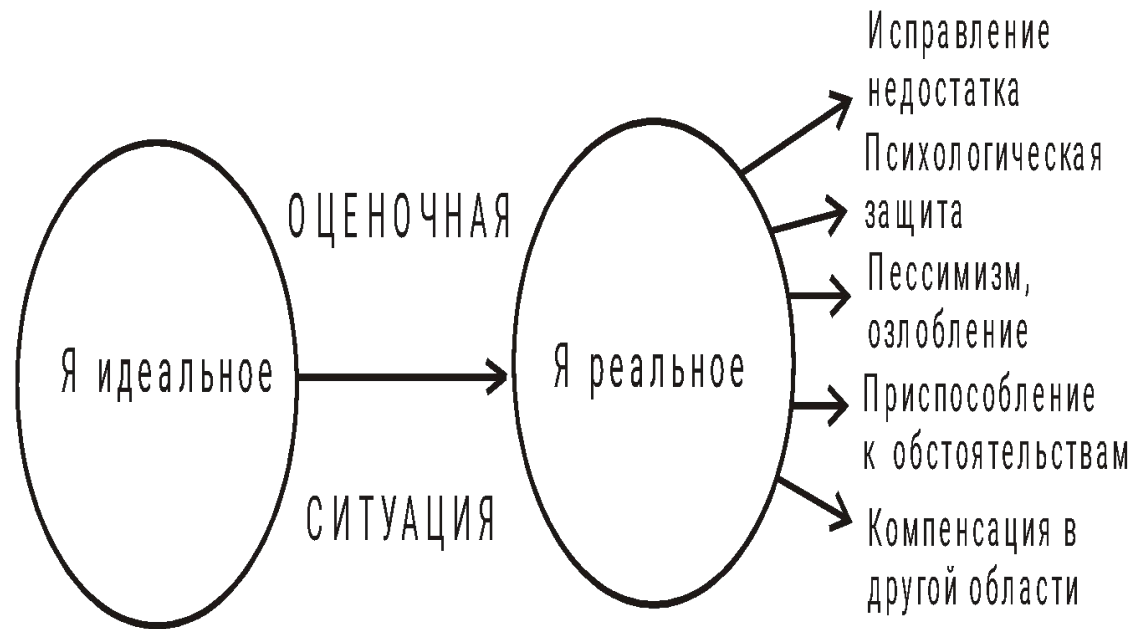 Я идеальное
ОЦЕНОЧНАЯ
СИТУАЦИЯ
Я реальное
Исправление
недостатка
Психологическая
защита
Пессимизм,
озлобление
Приспособление
к обстоятельствам
Компенсация в
другой области